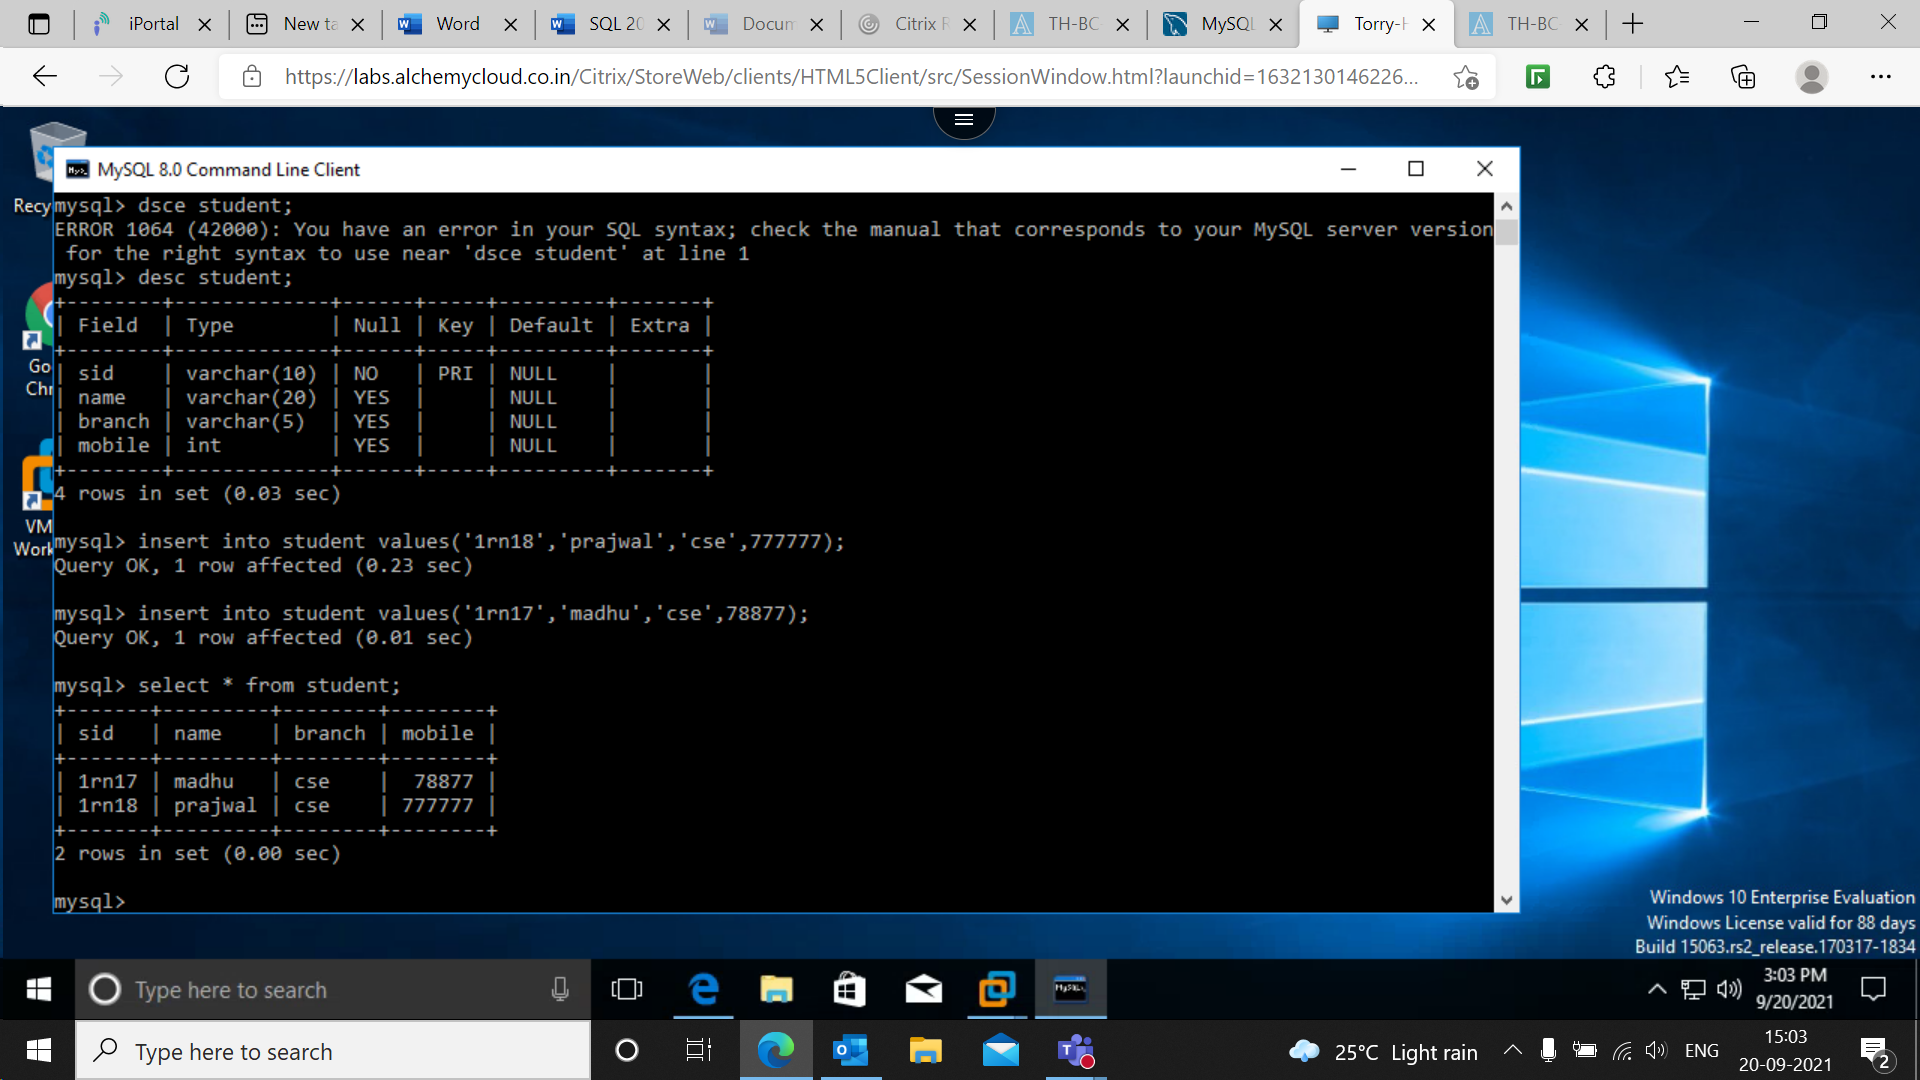 iPortal
New ta
Word
SQL 20
Docum
Citrix R
TH-BC-
MySQL
Torry-H
TH-BC-
https://labs.alchemycloud.co.in/Citrix/StoreWeb/clients/HTML5Client/src/SessionWindow.html?launchid=1632130146226...
MySQL 8.0 Command Line Client
Recy
Go
Chr
VM
Work
mysql> dsce student;
ERROR 1064 (42000): You have an error in your SQL syntax; check the manual that corresponds to your MySQL server version
for the right syntax to use near 'dsce student' at line 1
mysql> desc student;
+--------+-------------+------+-----+---------+-------+
| Field  | Type        | Null | Key | Default | Extra |
+--------+-------------+------+-----+---------+-------+
| sid    | varchar(10) | NO   | PRI | NULL    |       |
| name   | varchar(20) | YES  |     | NULL    |       |
| branch | varchar(5)  | YES  |     | NULL    |       |
| mobile | int         | YES  |     | NULL    |       |
+--------+-------------+------+-----+---------+-------+
4 rows in set (0.03 sec)
mysql> insert into student values('1rn18','prajwal','cse',777777);
Query OK, 1 row affected (0.23 sec)
mysql> insert into student values('1rn17','madhu','cse',78877);
Query OK, 1 row affected (0.01 sec)
mysql> select * from student;
+-------+---------+--------+--------+
| sid   | name    | branch | mobile |
+-------+---------+--------+--------+
| 1rn17 | madhu   | cse    |  78877 |
| 1rn18 | prajwal | cse    | 777777 |
+-------+---------+--------+--------+
2 rows in set (0.00 sec)
mysql>
Windows 10 Enterprise Evaluation
Windows License valid for 88 days
Build 15063.rs2_release.170317-1834
Type here to search
3:03 PM
9/20/2021
Type here to search
25°C Light rain
ENG
15:03
20-09-2021
2